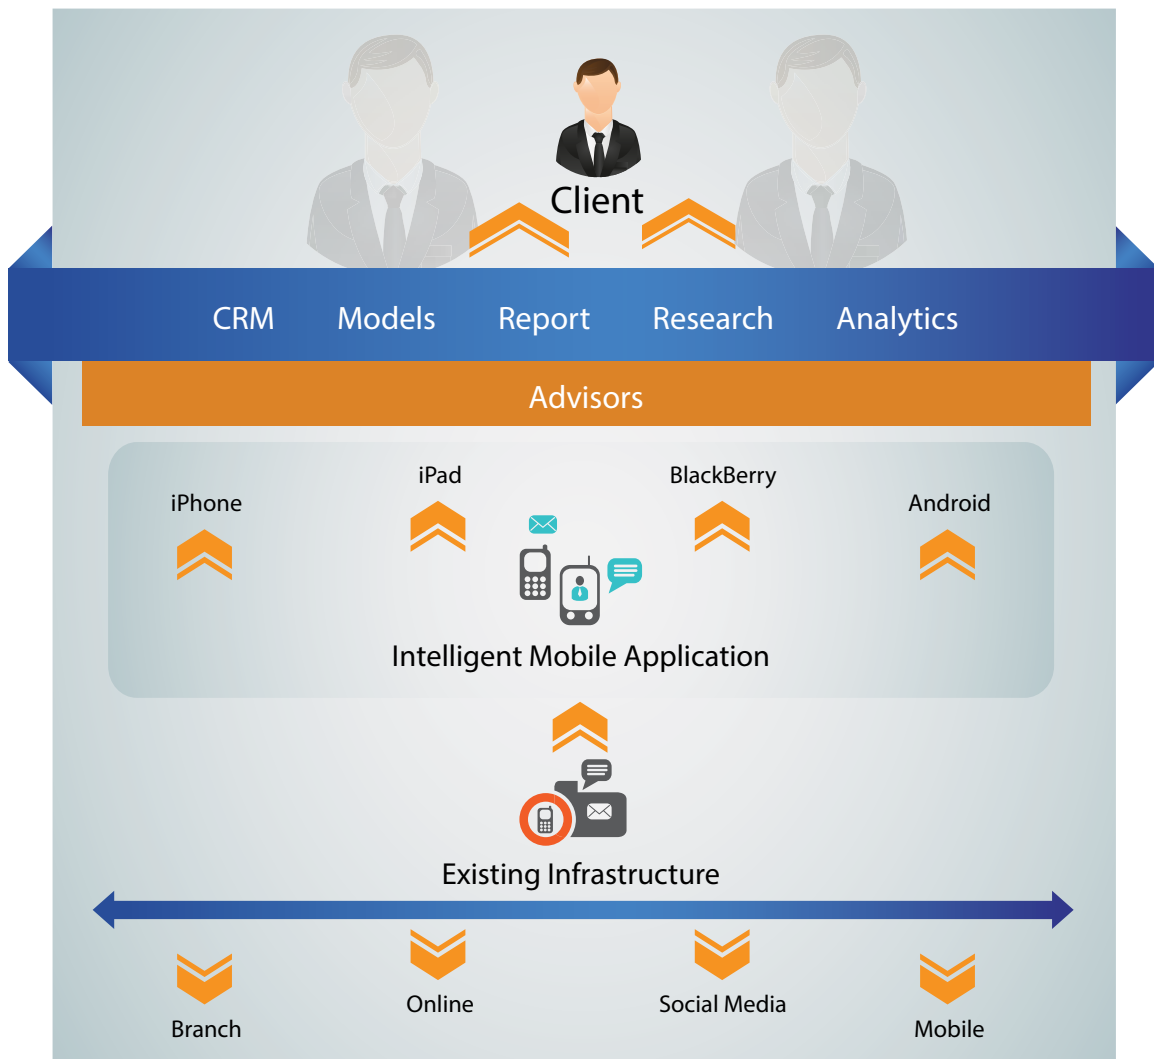 Client
CRM Models Report Research Analytics
Advisors
iPhone iPad BlackBerry Android
Intelligent Mobile Application
Existing Infrastructure
Branch Online Social Media Mobile